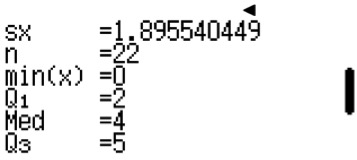 sx =1.895540449
n =22
min(x) =0
Q₁ =2
Med =4
Q₃ =5